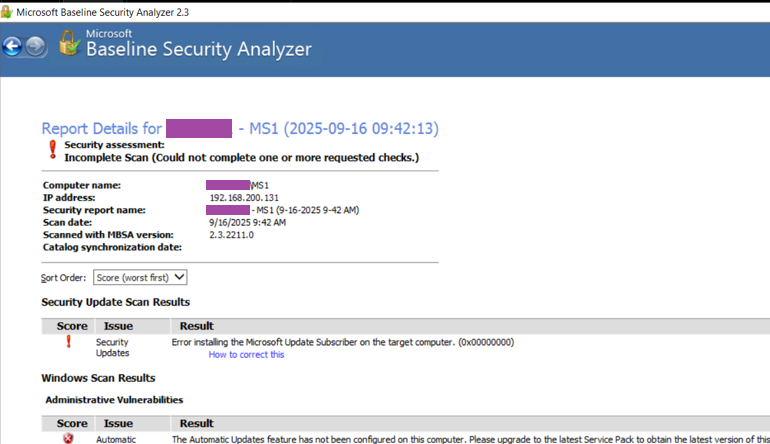 Microsoft Baseline Security Analyzer 2.3
Microsoft
Baseline Security Analyzer
Report Details for - MS1 (2025-09-16 09:42:13)
Security assessment:
Incomplete Scan (Could not complete one or more requested checks.)
Computer name: \MS1
IP address: 192.168.200.131
Security report name: - MS1 (9-16-2025 9-42 AM)
Scan date: 9/16/2025 9:42 AM
Scanned with MBSA version: 2.3.2211.0
Catalog synchronization date:
Sort Order: Score (worst first)
Security Update Scan Results
Score Issue Result
Security Updates Error installing the Microsoft Update Subscriber on the target computer. (0x00000000)
How to correct this
Windows Scan Results
Administrative Vulnerabilities
Score Issue Result
Automatic The Automatic Updates feature has not been configured on this computer. Please upgrade to the latest Service Pack to obtain the latest version of this